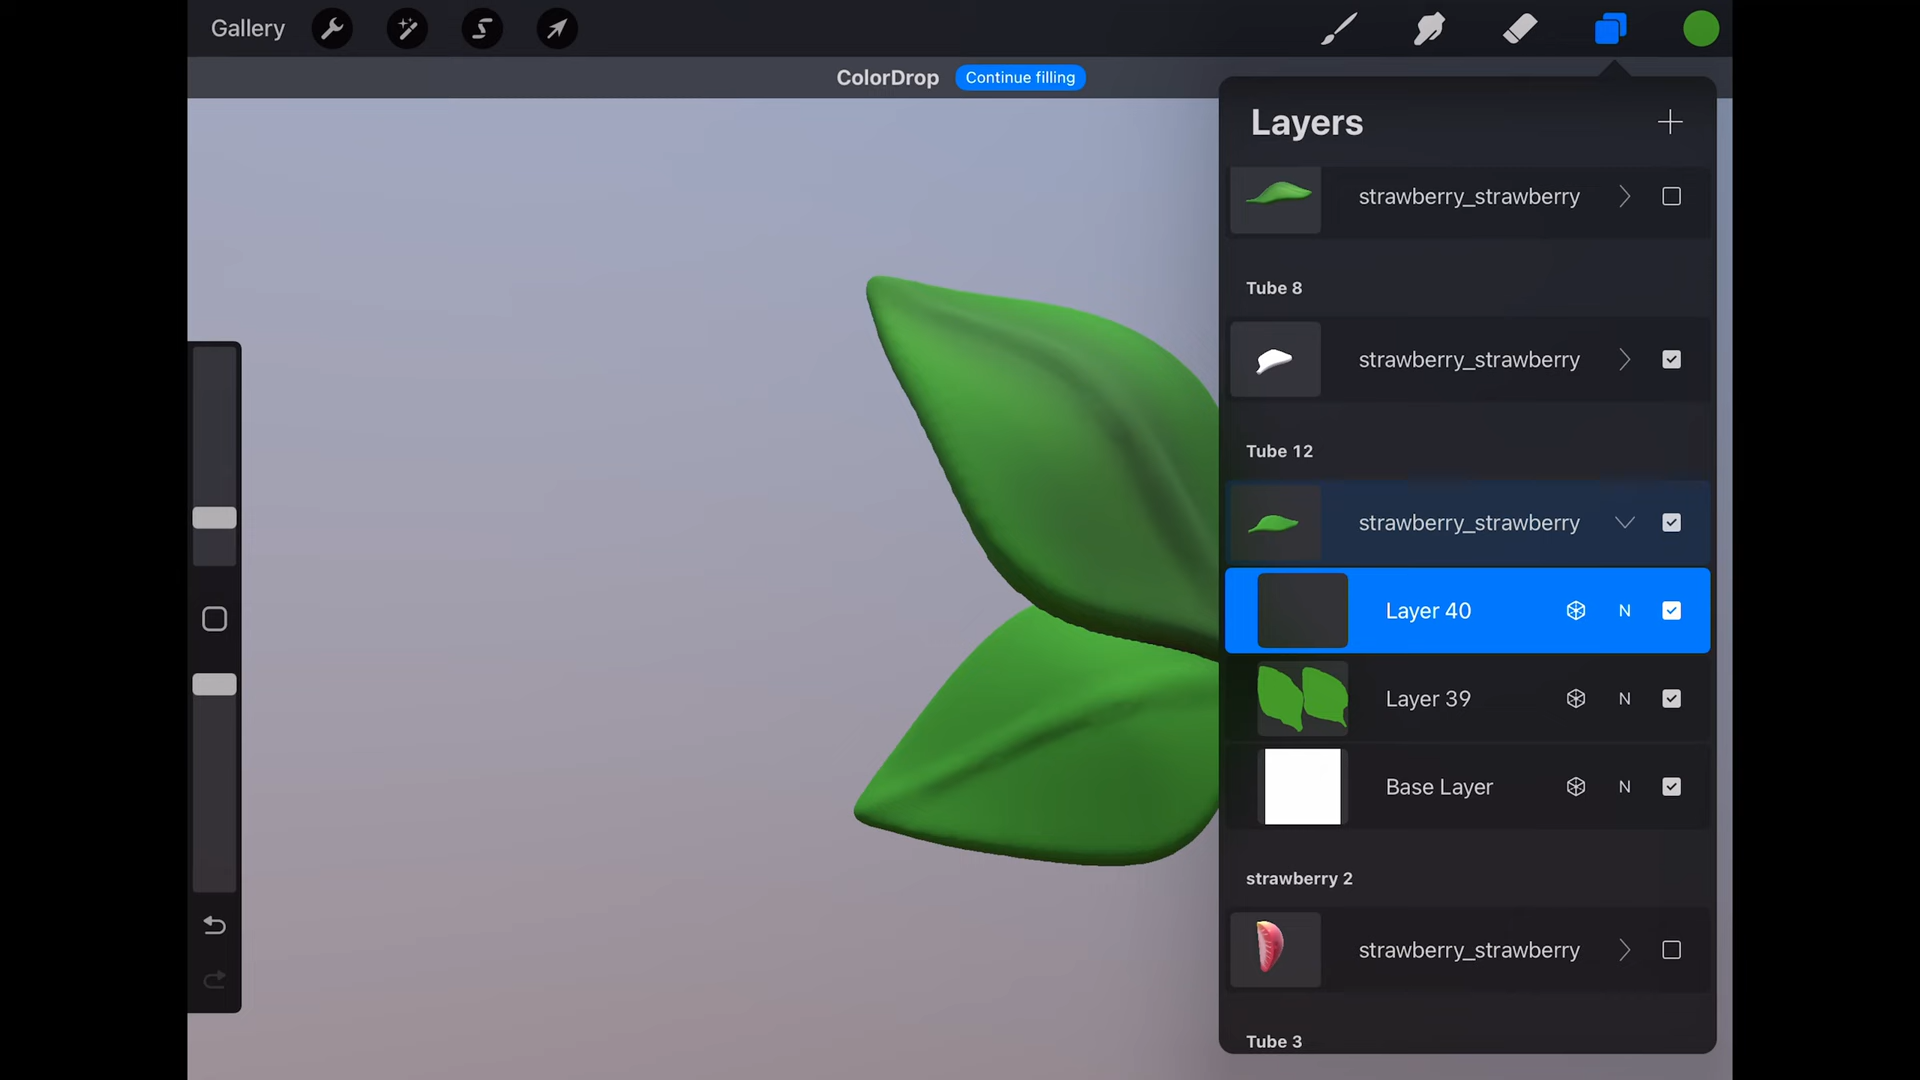 Gallery
ColorDrop Continue filling
Layers
strawberry_strawberry
Tube 8
strawberry_strawberry
Tube 12
strawberry_strawberry
Layer 40 N
Layer 39 N
Base Layer N
strawberry 2
strawberry_strawberry
Tube 3